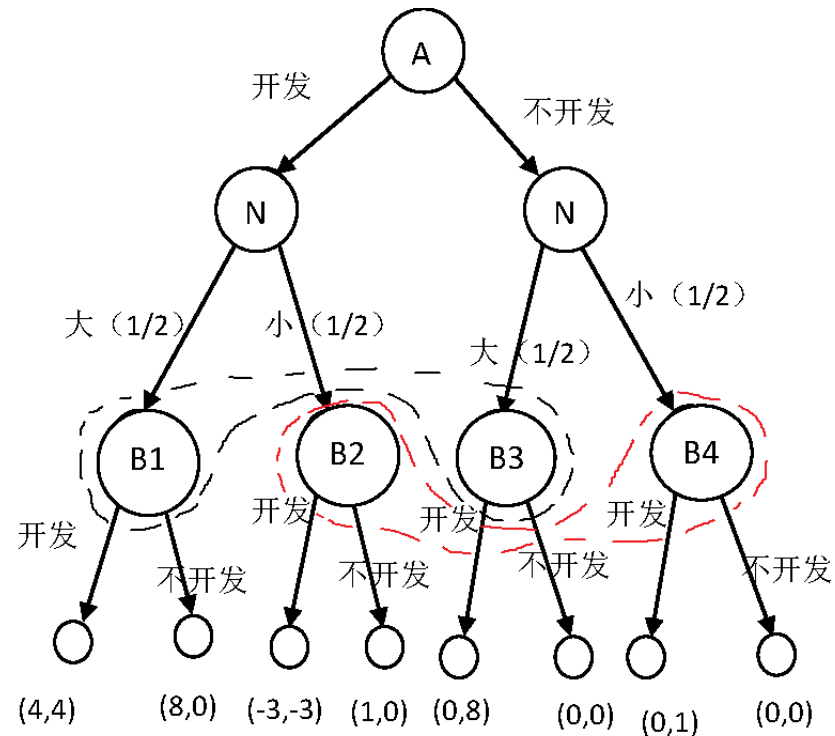 A
开发
不开发
N
N
大（1/2）
小（1/2）
大（1/2）
小（1/2）
B1
B2
B3
B4
开发
不开发
开发
不开发
开发
不开发
开发
不开发
(4,4)
(8,0)
(-3,-3)
(1,0)
(0,8)
(0,0)
(0,1)
(0,0)